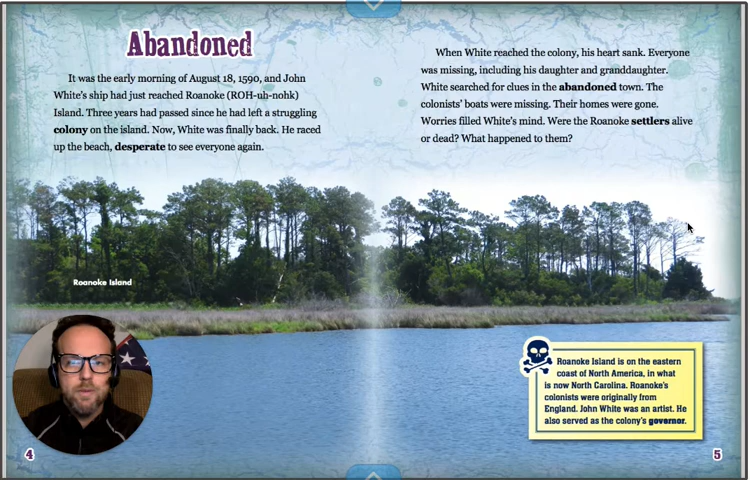 Abandoned
It was the early morning of August 18, 1590, and John
White's ship had just reached Roanoke (ROH-uh-nohk)
Island. Three years had passed since he had left a struggling
colony on the island. Now, White was finally back. He raced
up the beach, desperate to see everyone again.
When White reached the colony, his heart sank. Everyone
was missing, including his daughter and granddaughter.
White searched for clues in the abandoned town. The
colonists' boats were missing. Their homes were gone.
Worries filled White's mind. Were the Roanoke settlers alive
or dead? What happened to them?
Roanoke Island
Roanoke Island is on the eastern
coast of North America, in what
is now North Carolina. Roanoke's
colonists were originally from
England. John White was an artist. He
also served as the colony's governor.
4
5